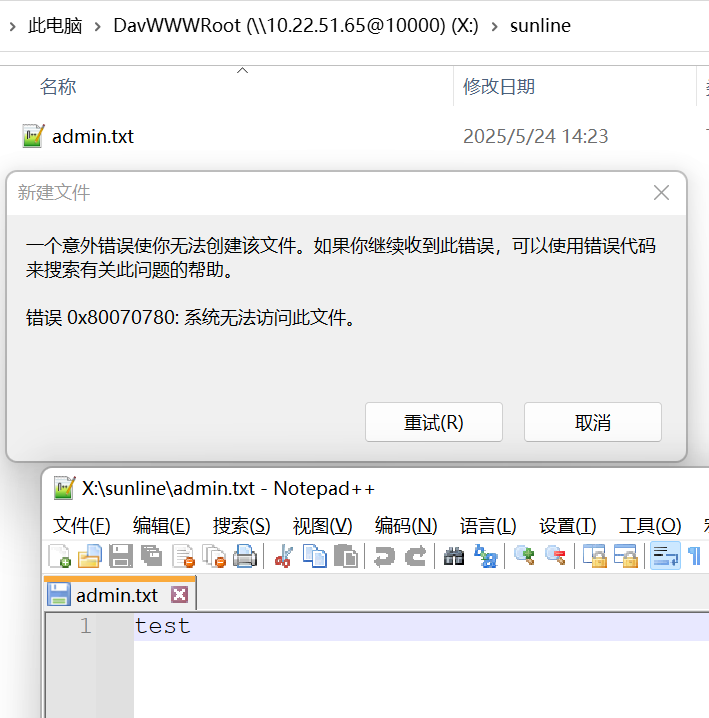 此电脑 DavWWWRoot (\\10.22.51.65@10000) (X:) sunline
名称 修改日期
admin.txt 2025/5/24 14:23
新建文件
一个意外错误使你无法创建该文件。如果你继续收到此错误，可以使用错误代码
来搜索有关此问题的帮助。
错误 0x80070780: 系统无法访问此文件。
重试(R) 取消
X:\sunline\admin.txt - Notepad++
文件(F) 编辑(E) 搜索(S) 视图(V) 编码(N) 语言(L) 设置(T) 工具(O)
admin.txt
1 test